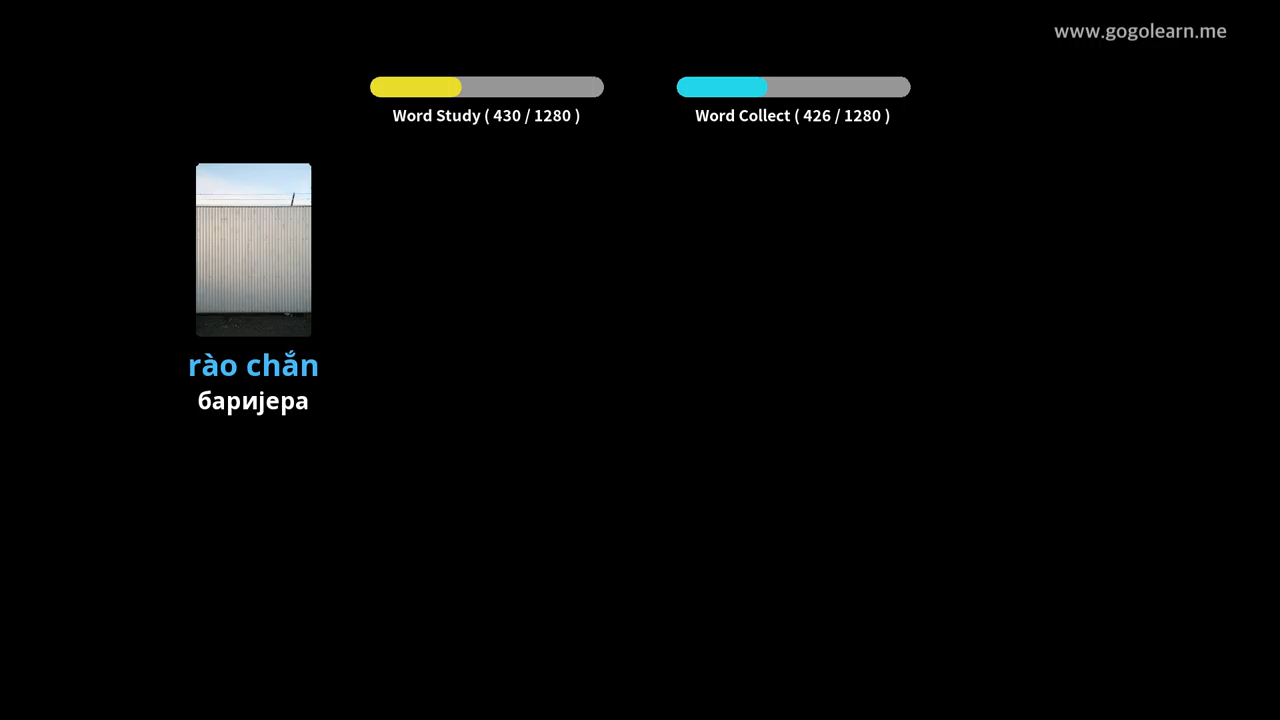 www.gogolearn.me
Word Study ( 430 / 1280 )
Word Collect ( 426 / 1280 )
rào chắn
баријера